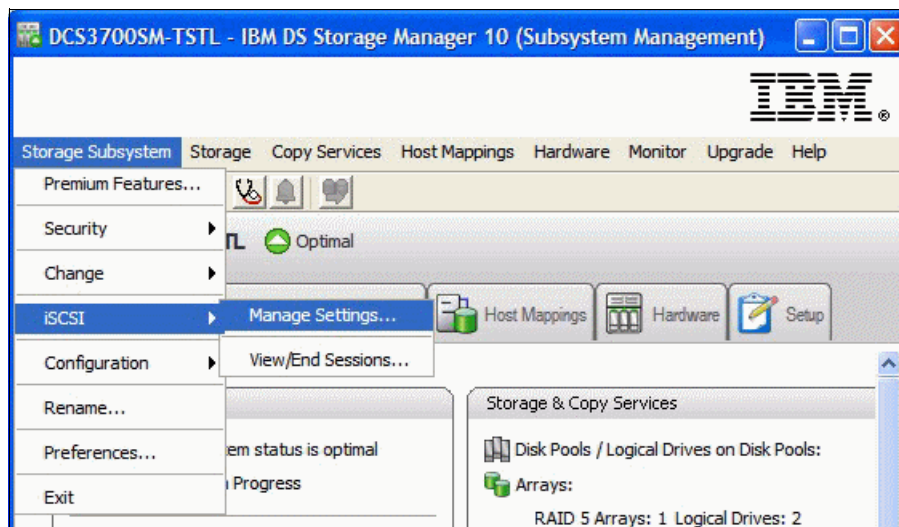 DCS3700SM-TSTL - IBM DS Storage Manager 10 (Subsystem Management)
IBM®
Storage Subsystem Storage Copy Services Host Mappings Hardware Monitor Upgrade Help
Premium Features...
Security
TL Optimal
Change
iSCSI
Manage Settings...
Host Mappings Hardware Setup
Configuration
View/End Sessions...
Rename...
Storage & Copy Services
Preferences...
em status is optimal
Disk Pools / Logical Drives on Disk Pools:
Progress
Arrays:
Exit
RAID 5 Arrays: 1 Logical Drives: 2